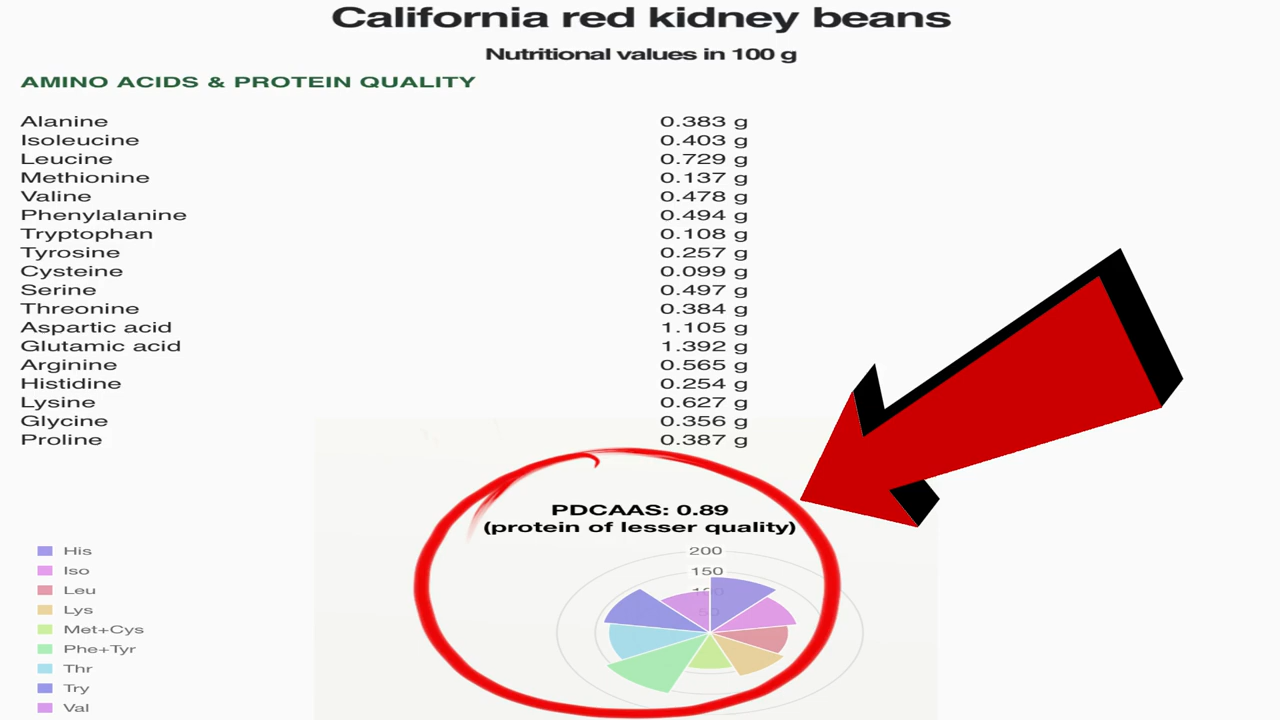 California red kidney beans
Nutritional values in 100 g
AMINO ACIDS & PROTEIN QUALITY
Alanine 0.383 g
Isoleucine 0.403 g
Leucine 0.729 g
Methionine 0.137 g
Valine 0.478 g
Phenylalanine 0.494 g
Tryptophan 0.108 g
Tyrosine 0.257 g
Cysteine 0.099 g
Serine 0.497 g
Threonine 0.384 g
Aspartic acid 1.105 g
Glutamic acid 1.392 g
Arginine 0.565 g
Histidine 0.254 g
Lysine 0.627 g
Glycine 0.356 g
Proline 0.387 g
PDCAAS: 0.89
(protein of lesser quality)
200
150
100
50
His
Iso
Leu
Lys
Met+Cys
Phe+Tyr
Thr
Try
Val